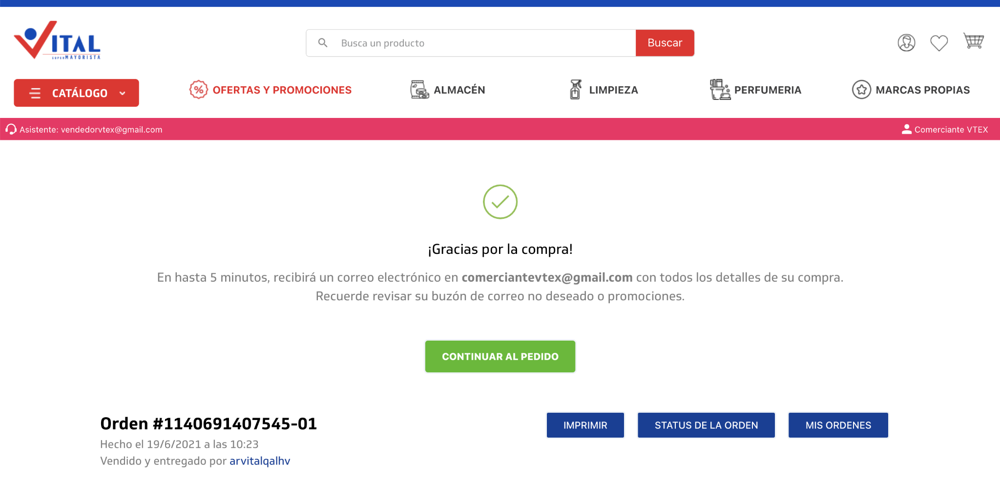 VITAL
SUPERMAYORISTA
Busca un producto
Buscar
CATÁLOGO
OFERTAS Y PROMOCIONES
ALMACÉN
LIMPIEZA
PERFUMERIA
MARCAS PROPIAS
Asistente: vendedorvtex@gmail.com
Comerciante VTEX
¡Gracias por la compra!
En hasta 5 minutos, recibirá un correo electrónico en comerciantevtex@gmail.com con todos los detalles de su compra.
Recuerde revisar su buzón de correo no deseado o promociones.
CONTINUAR AL PEDIDO
Orden #1140691407545-01
IMPRIMIR
STATUS DE LA ORDEN
MIS ORDENES
Hecho el 19/6/2021 a las 10:23
Vendido y entregado por arvitalqalhv